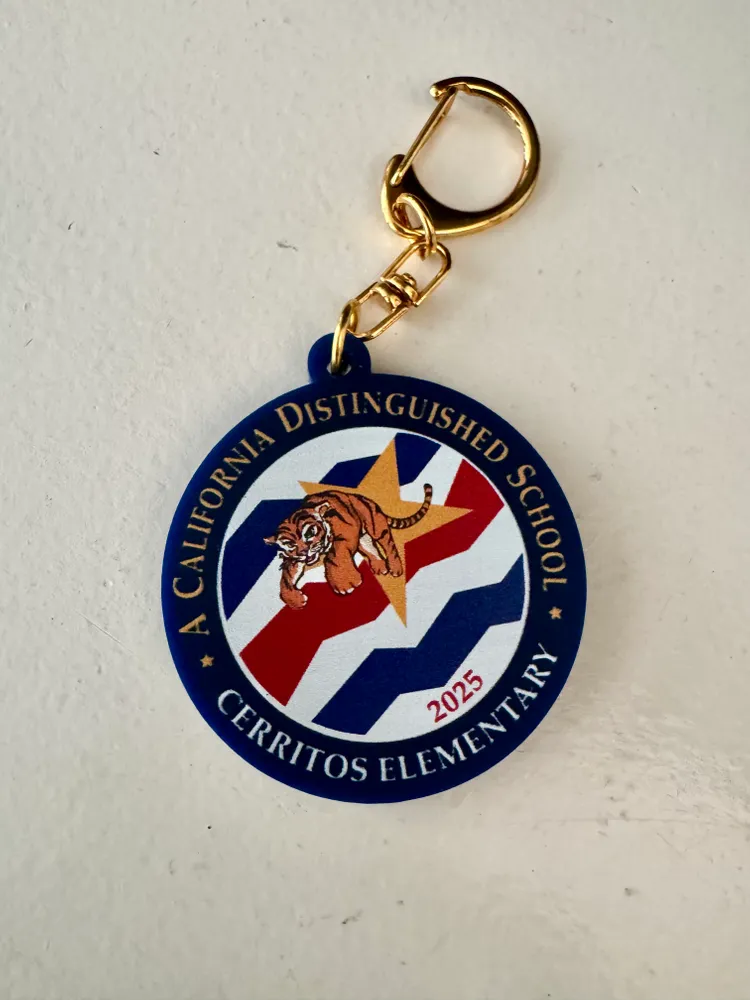 A CALIFORNIA DISTINGUISHED SCHOOL
2025
CERRITOS ELEMENTARY